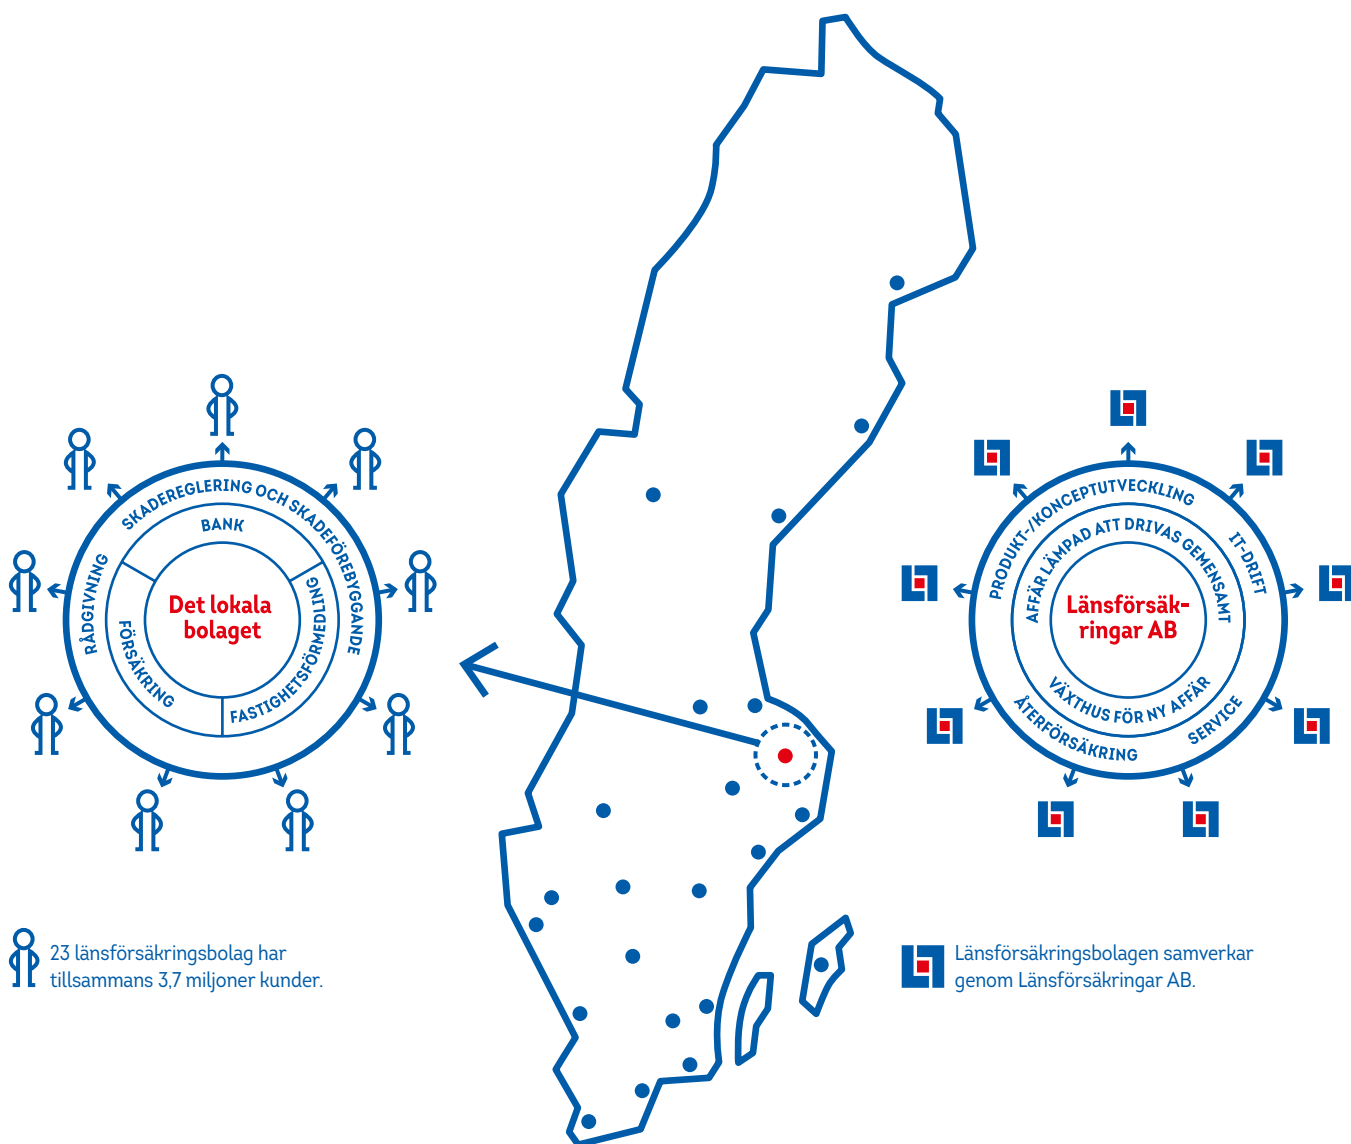 SKADEREGLERING OCH SKADEFÖREBYGGANDE
RÅDGIVNING
BANK
FÖRSÄKRING
FASTIGHETSFÖRMEDLING
Det lokala
bolaget
PRODUKT-/KONCEPTUTVECKLING
IT-DRIFT
AFFÄR LÄMPAD ATT DRIVAS GEMENSAMT
Länsförsäk-
ringar AB
VÄXTHUS FÖR NY AFFÄR
ÅTERFÖRSÄKRING
SERVICE
23 länsförsäkringsbolag har
tillsammans 3,7 miljoner kunder.
Länsförsäkringsbolagen samverkar
genom Länsförsäkringar AB.